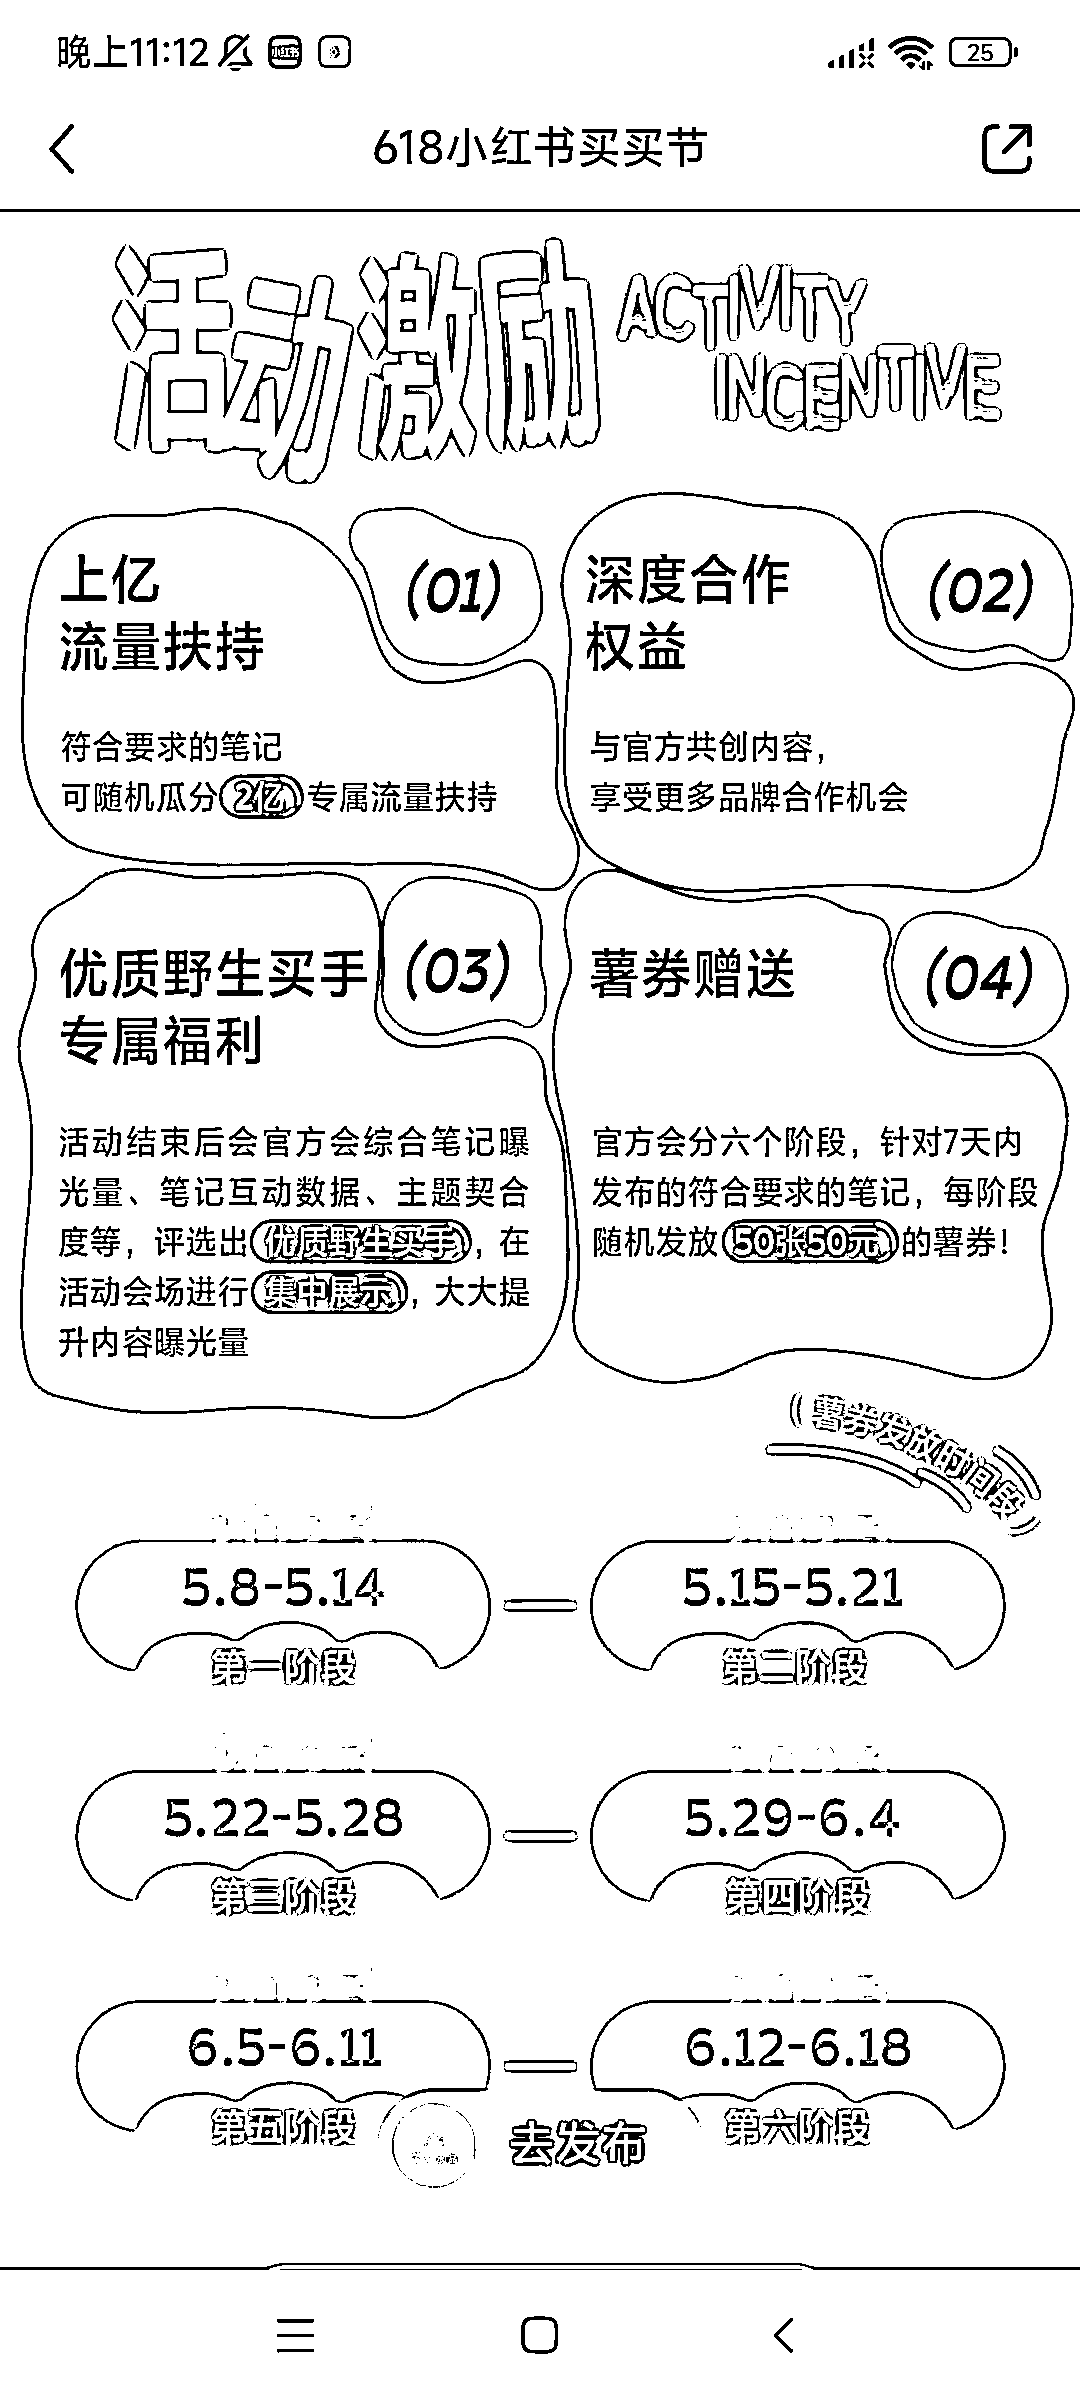 晚上11:12
25
618小红书买买节
活动激励
ACTIVITY
INCENTIVE
上亿
流量扶持
(01)
符合要求的笔记
可随机瓜分2亿专属流量扶持
深度合作
权益
(02)
与官方共创内容，
享受更多品牌合作机会
优质野生买手
专属福利
(03)
活动结束后会官方会综合笔记曝
光量、笔记互动数据、主题契合
度等，评选出优质野生买手，在
活动会场进行集中展示，大大提
升内容曝光量
薯券赠送
(04)
官方会分六个阶段，针对7天内
发布的符合要求的笔记，每阶段
随机发放50张50元的薯券！
(薯券发放时间段)
5.8-5.14
第一阶段
5.15-5.21
第二阶段
5.22-5.28
第三阶段
5.29-6.4
第四阶段
6.5-6.11
第五阶段
6.12-6.18
第六阶段
去发布